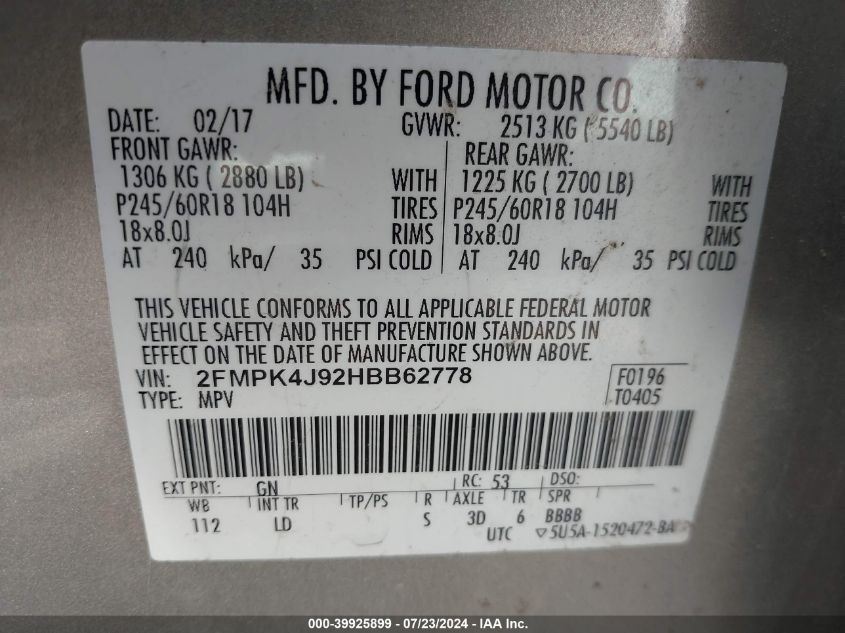 MFD. BY FORD MOTOR CO.
DATE: 02/17 GVWR: 2513 KG ( 5540 LB)
FRONT GAWR: REAR GAWR:
1306 KG ( 2880 LB) WITH 1225 KG ( 2700 LB) WITH
P245/60R18 104H TIRES P245/60R18 104H TIRES
18x8.0J RIMS 18x8.0J RIMS
AT 240 kPa/ 35 PSI COLD AT 240 kPa/ 35 PSI COLD
THIS VEHICLE CONFORMS TO ALL APPLICABLE FEDERAL MOTOR
VEHICLE SAFETY AND THEFT PREVENTION STANDARDS IN
EFFECT ON THE DATE OF MANUFACTURE SHOWN ABOVE.
VIN: 2FMPK4J92HBB62778 F0196
TYPE: MPV T0405
EXT PNT: GN RC: 53 DSO:
WB INT TR TP/PS R AXLE TR SPR
112 LD S 3D 6 BBBB
UTC ▽5U5A-1520472-BA
000-39925899 / 07/23/2024 - IAA Inc.